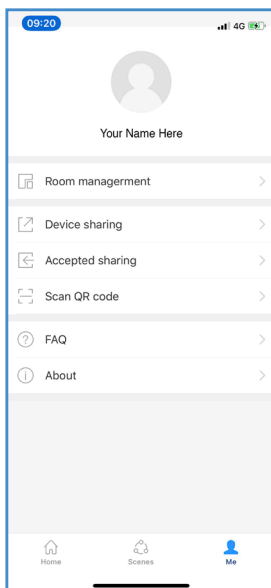 09:20
4G
Your Name Here
Room managerment
Device sharing
Accepted sharing
Scan QR code
FAQ
About
Home
Scenes
Me